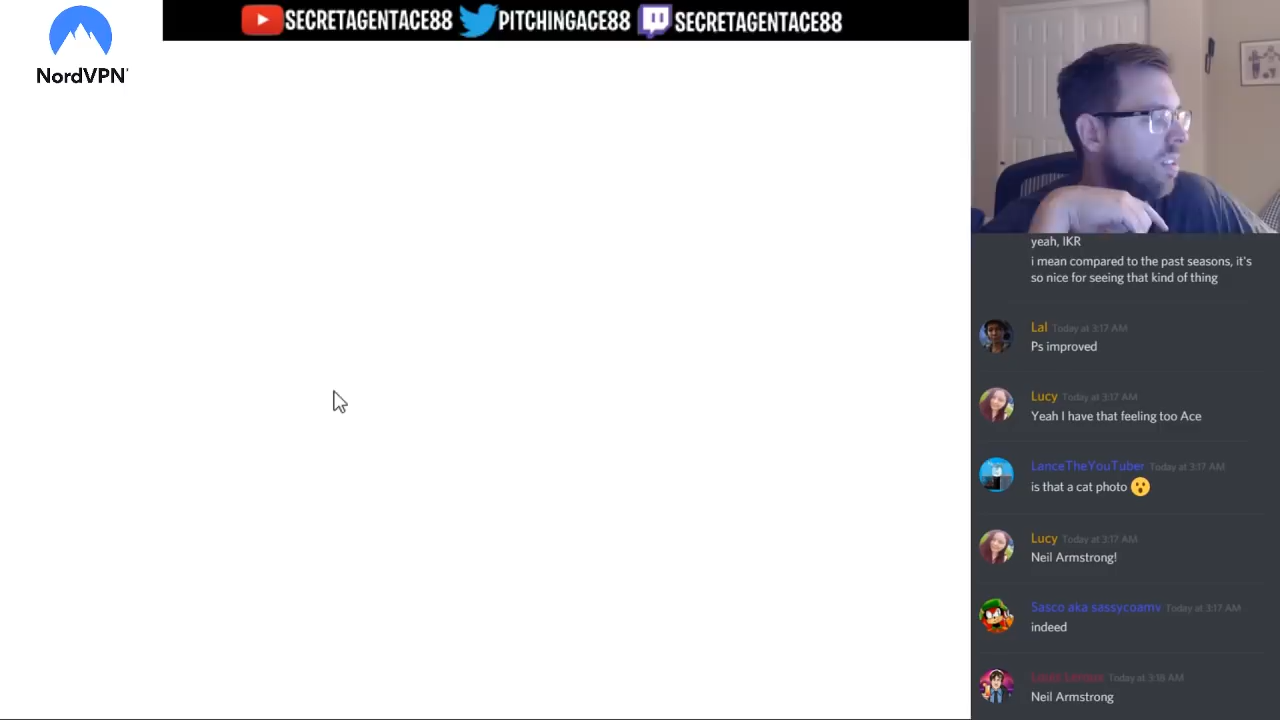 SECRETAGENTACE88 PITCHINGACE88 SECRETAGENTACE88
NordVPN
yeah, IKR
i mean compared to the past seasons, it's
so nice for seeing that kind of thing
Lal Today at 3:17 AM
Ps improved
Lucy Today at 3:17 AM
Yeah I have that feeling too Ace
LanceTheYouTuber Today at 3:17 AM
is that a cat photo 😮
Lucy Today at 3:17 AM
Neil Armstrong!
Sasco aka sassycoamv Today at 3:17 AM
indeed
Today at 3:18 AM
Neil Armstrong